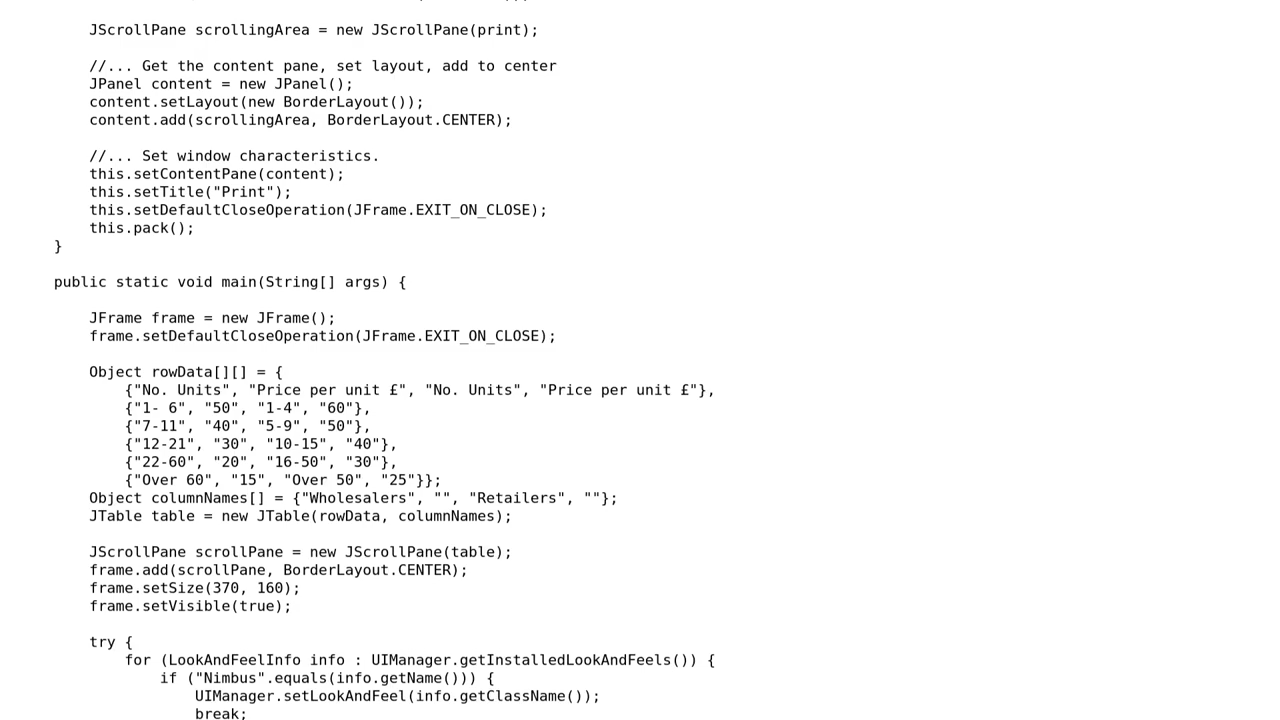 JScrollPane scrollingArea = new JScrollPane(print);
//... Get the content pane, set layout, add to center
JPanel content = new JPanel();
content.setLayout(new BorderLayout());
content.add(scrollingArea, BorderLayout.CENTER);
//... Set window characteristics.
this.setContentPane(content);
this.setTitle("Print");
this.setDefaultCloseOperation(JFrame.EXIT_ON_CLOSE);
this.pack();
}
public static void main(String[] args) {
JFrame frame = new JFrame();
frame.setDefaultCloseOperation(JFrame.EXIT_ON_CLOSE);
Object rowData[][] = {
{"No. Units", "Price per unit £", "No. Units", "Price per unit £"},
{"1- 6", "50", "1-4", "60"},
{"7-11", "40", "5-9", "50"},
{"12-21", "30", "10-15", "40"},
{"22-60", "20", "16-50", "30"},
{"Over 60", "15", "Over 50", "25"}};
Object columnNames[] = {"Wholesalers", "", "Retailers", ""};
JTable table = new JTable(rowData, columnNames);
JScrollPane scrollPane = new JScrollPane(table);
frame.add(scrollPane, BorderLayout.CENTER);
frame.setSize(370, 160);
frame.setVisible(true);
try {
for (LookAndFeelInfo info : UIManager.getInstalledLookAndFeels()) {
if ("Nimbus".equals(info.getName())) {
UIManager.setLookAndFeel(info.getClassName());
break;